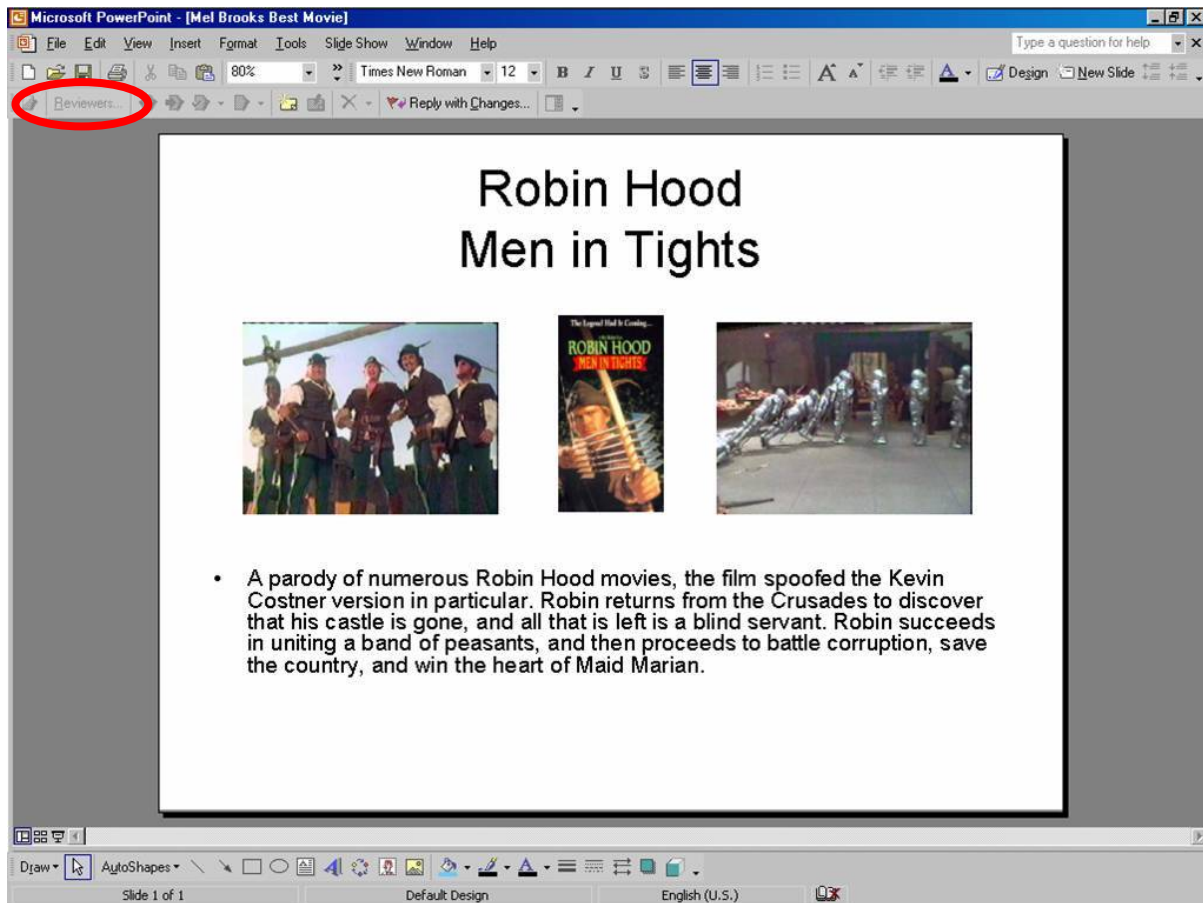 Microsoft PowerPoint - [Mel Brooks Best Movie]
File Edit View Insert Format Tools Slide Show Window Help Type a question for help
80% Times New Roman 12 B I U S A A A Design New Slide
Reviewers... Reply with Changes...
Robin Hood
Men in Tights
The Legend Had It Coming...
ROBIN HOOD
MEN IN TIGHTS
• A parody of numerous Robin Hood movies, the film spoofed the Kevin
Costner version in particular. Robin returns from the Crusades to discover
that his castle is gone, and all that is left is a blind servant. Robin succeeds
in uniting a band of peasants, and then proceeds to battle corruption, save
the country, and win the heart of Maid Marian.
Draw AutoShapes A A
Slide 1 of 1 Default Design English (U.S.)